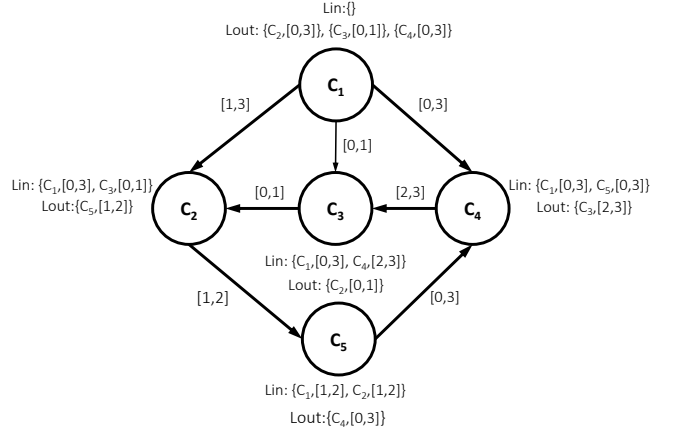 Lin:{}
Lout: {C2,[0,3]}, {C3,[0,1]}, {C4,[0,3]}
C1
[1,3]
[0,3]
[0,1]
Lin: {C1,[0,3], C3,[0,1]}
Lout:{C5,[1,2]}
C2
[0,1]
C3
[2,3]
C4
Lin: {C1,[0,3], C5,[0,3]}
Lout: {C3,[2,3]}
Lin: {C1,[0,3], C4,[2,3]}
Lout: {C2,[0,1]}
[1,2]
[0,3]
C5
Lin: {C1,[1,2], C2,[1,2]}
Lout:{C4,[0,3]}